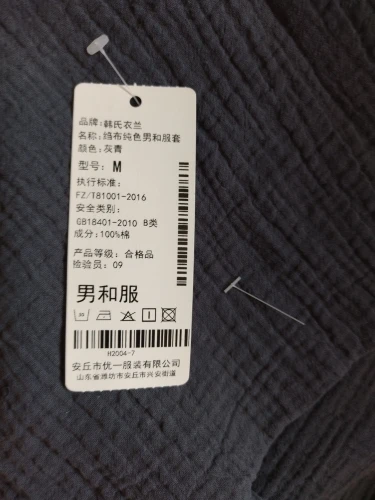 品牌：韩氏衣兰
名称：绉布纯色男和服套
颜色：灰青
型号：M
执行标准：
FZ/T81001-2016
安全类别：
GB18401-2010 B类
成分：100%棉
产品等级：合格品
检验员：09
男和服
H2004-7
安丘市优一服装有限公司
山东省潍坊市安丘市兴安街道